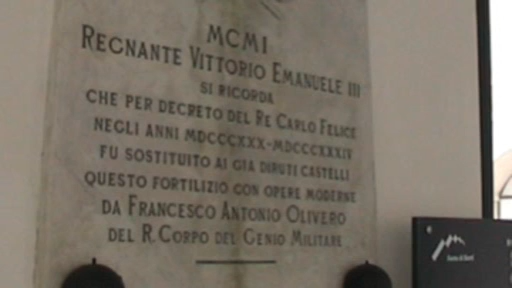 MCMI
REGNANTE VITTORIO EMANUELE III
SI RICORDA
CHE PER DECRETO DEL RE CARLO FELICE
NEGLI ANNI MDCCCXXX-MDCCCXXXIV
FU SOSTITUITO AI GIÀ DIRUTI CASTELLI
QUESTO FORTILIZIO CON OPERE MODERNE
DA FRANCESCO ANTONIO OLIVERO
DEL R. CORPO DEL GENIO MILITARE